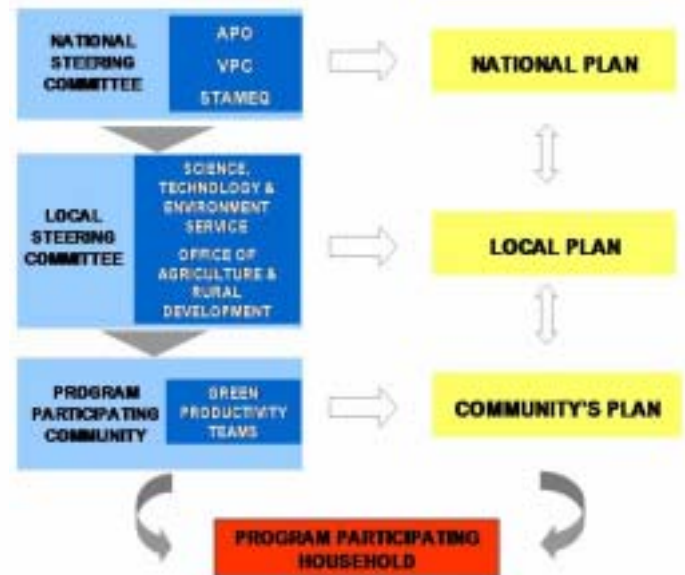 NATIONAL
STEERING
COMMITTEE
APO
VPC
STAMEQ
NATIONAL PLAN
LOCAL
STEERING
COMMITTEE
SCIENCE,
TECHNOLOGY &
ENVIRONMENT
SERVICE
OFFICE OF
AGRICULTURE &
RURAL
DEVELOPMENT
LOCAL PLAN
PROGRAM
PARTICIPATING
COMMUNITY
GREEN
PRODUCTIVITY
TEAMS
COMMUNITY'S PLAN
PROGRAM PARTICIPATING
HOUSEHOLD